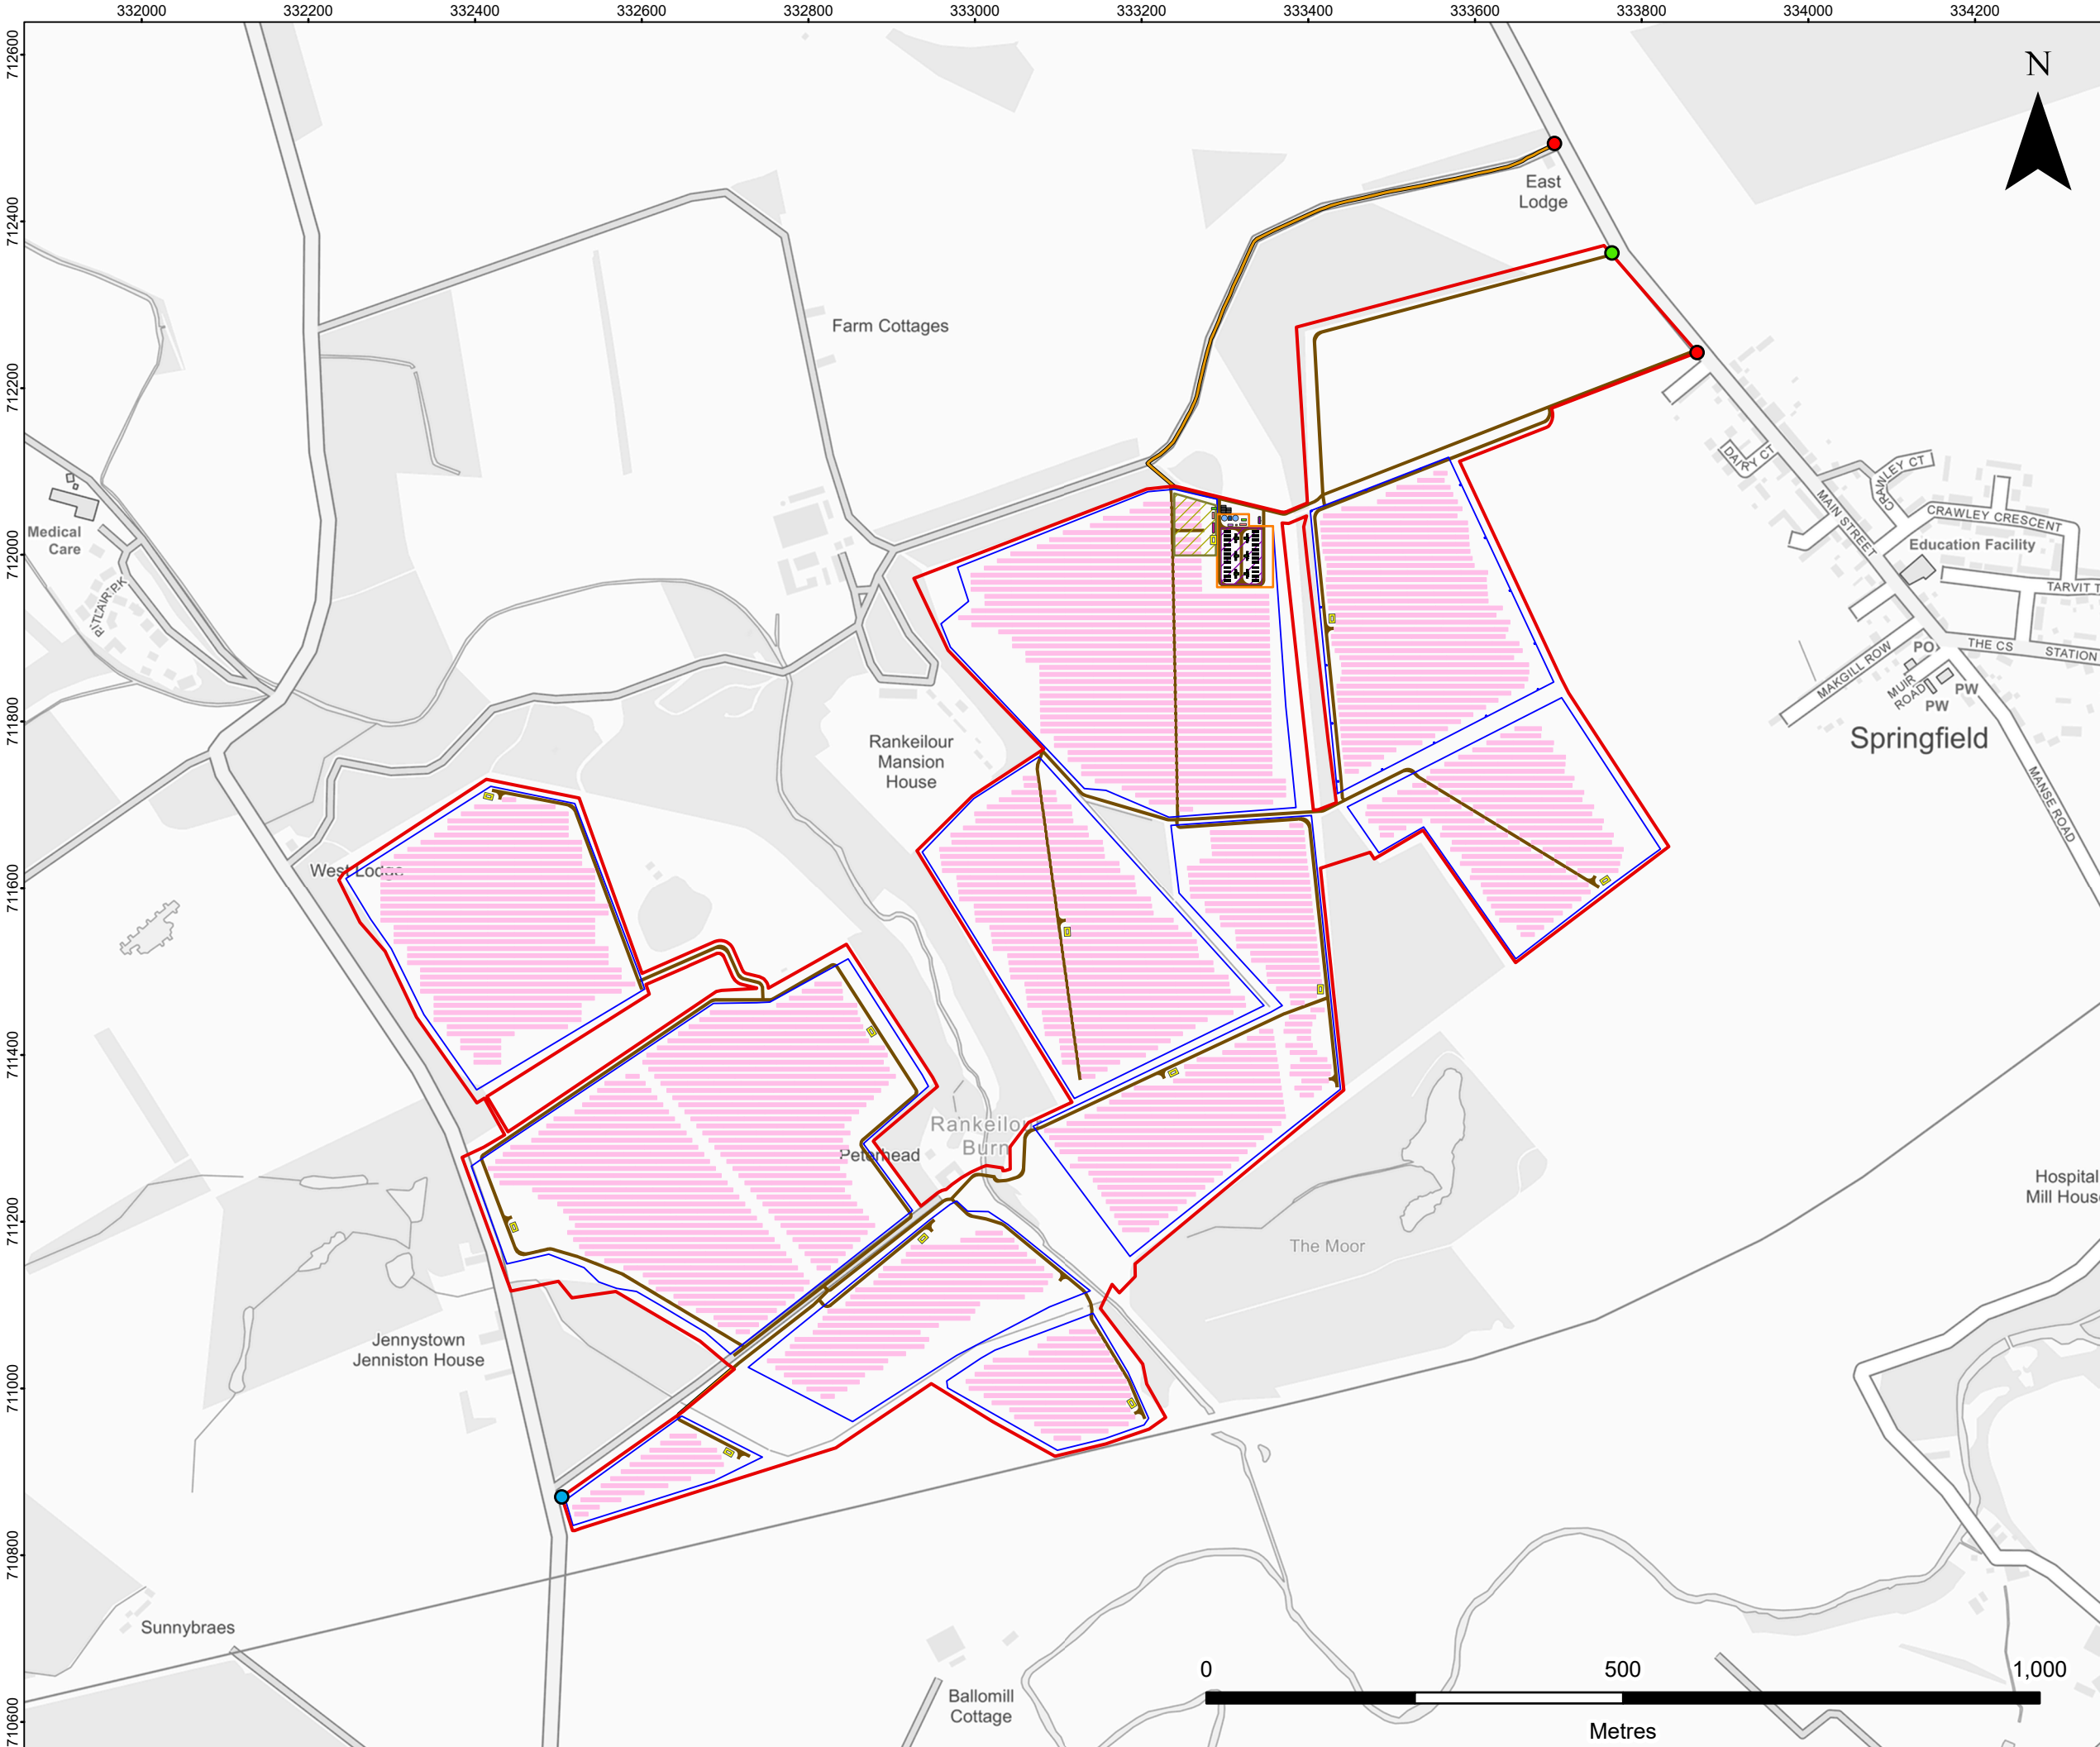 332000 332200 332400 332600 332800 333000 333200 333400 333600 333800 334000 334200
712600
712400
712200
712000
711800
711600
711400
711200
711000
710800
710600
N
East
Lodge
Farm Cottages
Medical
Care
PITLAIR PK
DAIRY CT
CRAWLEY CT
MAIN STREET
CRAWLEY CRESCENT
Education Facility
TARVIT T
THE CS
STATION
PO
MAKGILL ROW
MUIR
ROAD
PW
PW
Springfield
MANSE ROAD
Rankeilour
Mansion
House
West Lodge
Rankeilou
Burn
Peterhead
The Moor
Hospital
Mill House
Jennystown
Jenniston House
Sunnybraes
Ballomill
Cottage
0 500 1,000
Metres